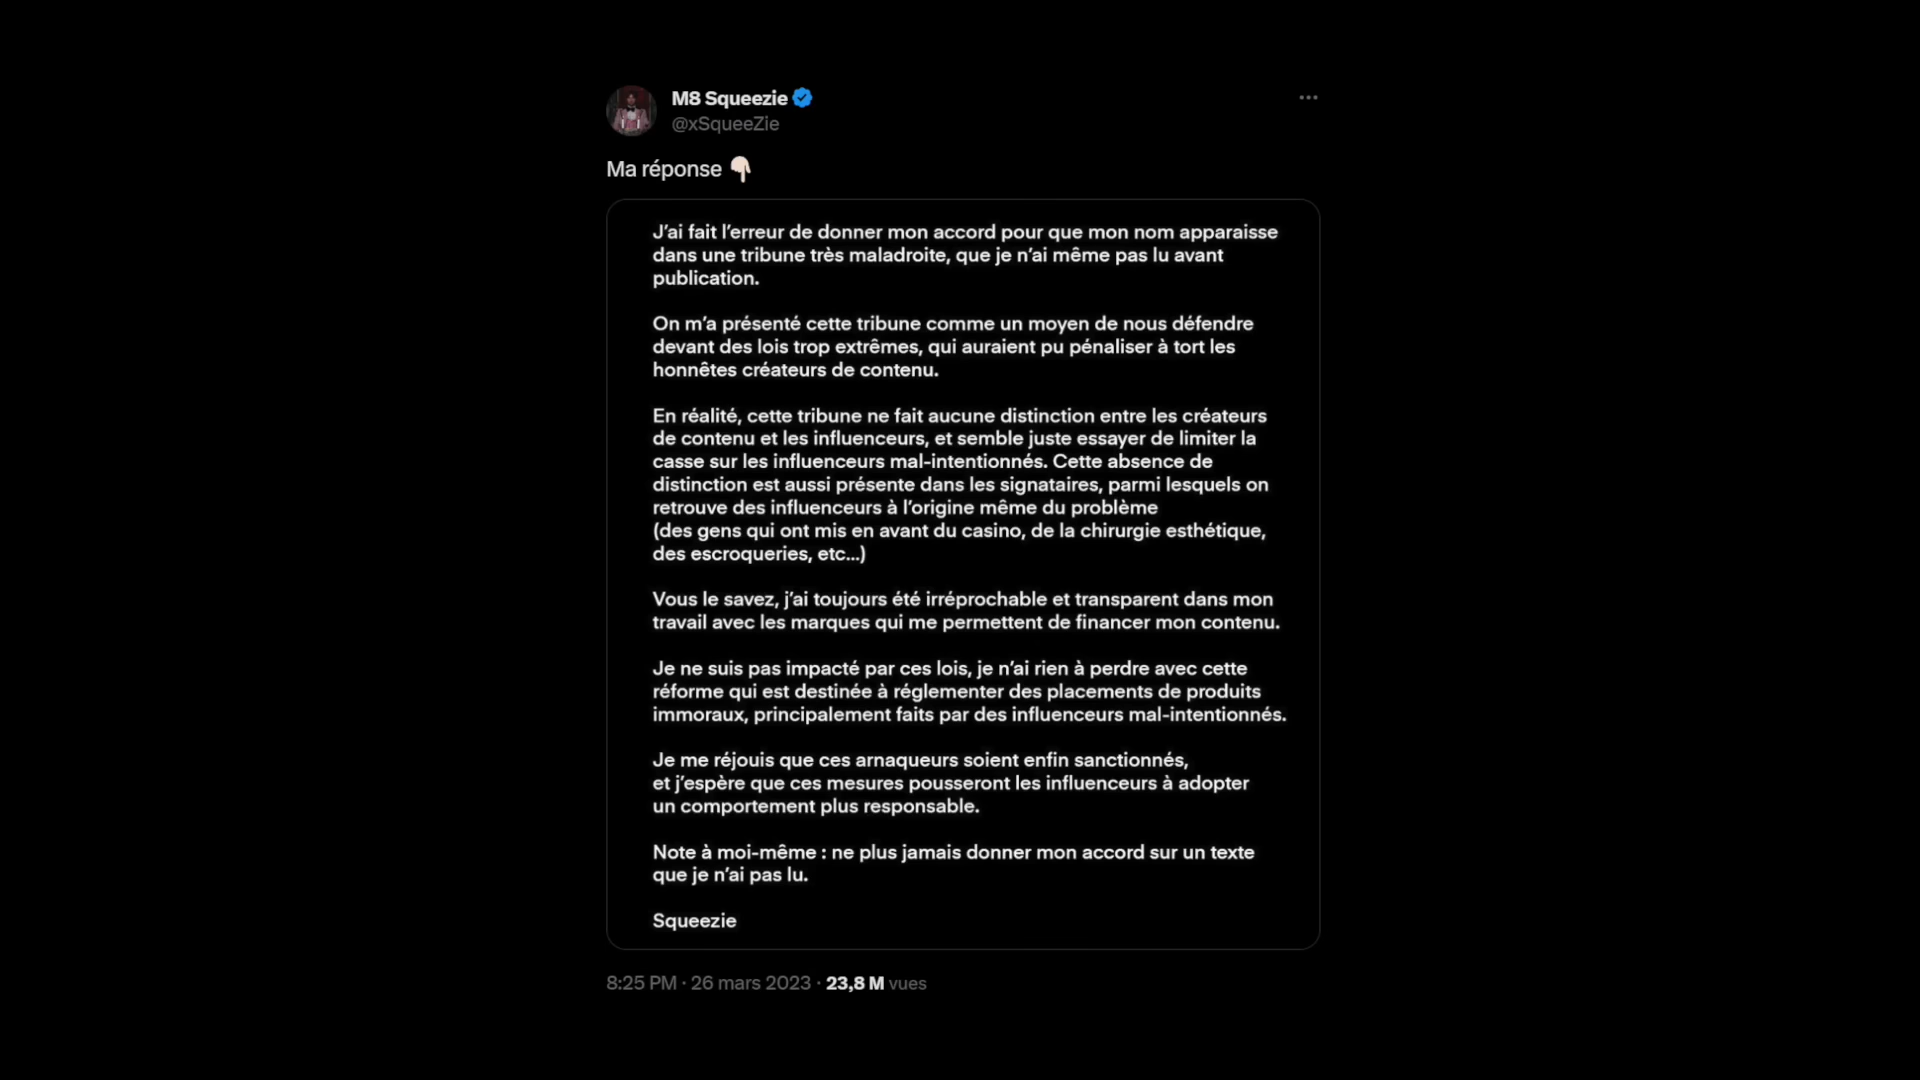 M8 Squeezie
@xSqueeZie
Ma réponse 👇🏻
J'ai fait l'erreur de donner mon accord pour que mon nom apparaisse
dans une tribune très maladroite, que je n'ai même pas lu avant
publication.
On m'a présenté cette tribune comme un moyen de nous défendre
devant des lois trop extrêmes, qui auraient pu pénaliser à tort les
honnêtes créateurs de contenu.
En réalité, cette tribune ne fait aucune distinction entre les créateurs
de contenu et les influenceurs, et semble juste essayer de limiter la
casse sur les influenceurs mal-intentionnés. Cette absence de
distinction est aussi présente dans les signataires, parmi lesquels on
retrouve des influenceurs à l'origine même du problème
(des gens qui ont mis en avant du casino, de la chirurgie esthétique,
des escroqueries, etc...)
Vous le savez, j'ai toujours été irréprochable et transparent dans mon
travail avec les marques qui me permettent de financer mon contenu.
Je ne suis pas impacté par ces lois, je n'ai rien à perdre avec cette
réforme qui est destinée à réglementer des placements de produits
immoraux, principalement faits par des influenceurs mal-intentionnés.
Je me réjouis que ces arnaqueurs soient enfin sanctionnés,
et j'espère que ces mesures pousseront les influenceurs à adopter
un comportement plus responsable.
Note à moi-même : ne plus jamais donner mon accord sur un texte
que je n'ai pas lu.
Squeezie
8:25 PM · 26 mars 2023 · 23,8 M vues